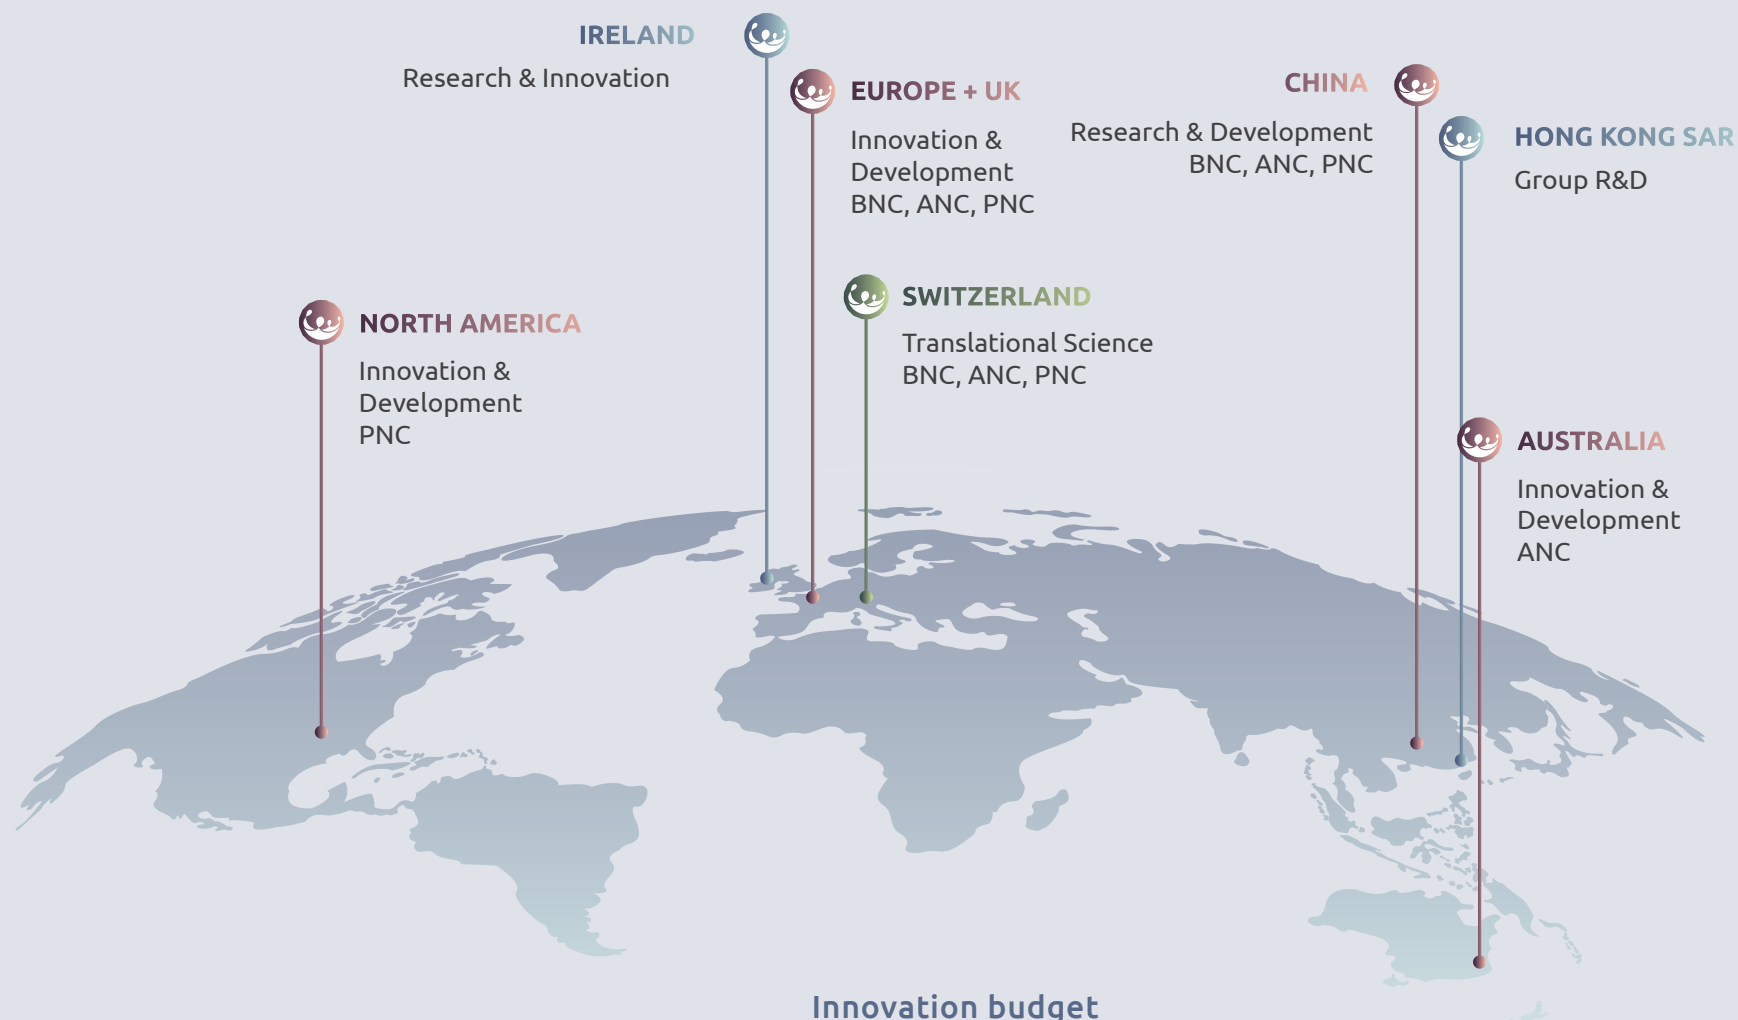 IRELAND
Research & Innovation
EUROPE + UK
Innovation &
Development
BNC, ANC, PNC
CHINA
Research & Development
BNC, ANC, PNC
HONG KONG SAR
Group R&D
SWITZERLAND
Translational Science
BNC, ANC, PNC
NORTH AMERICA
Innovation &
Development
PNC
AUSTRALIA
Innovation &
Development
ANC
Innovation budget